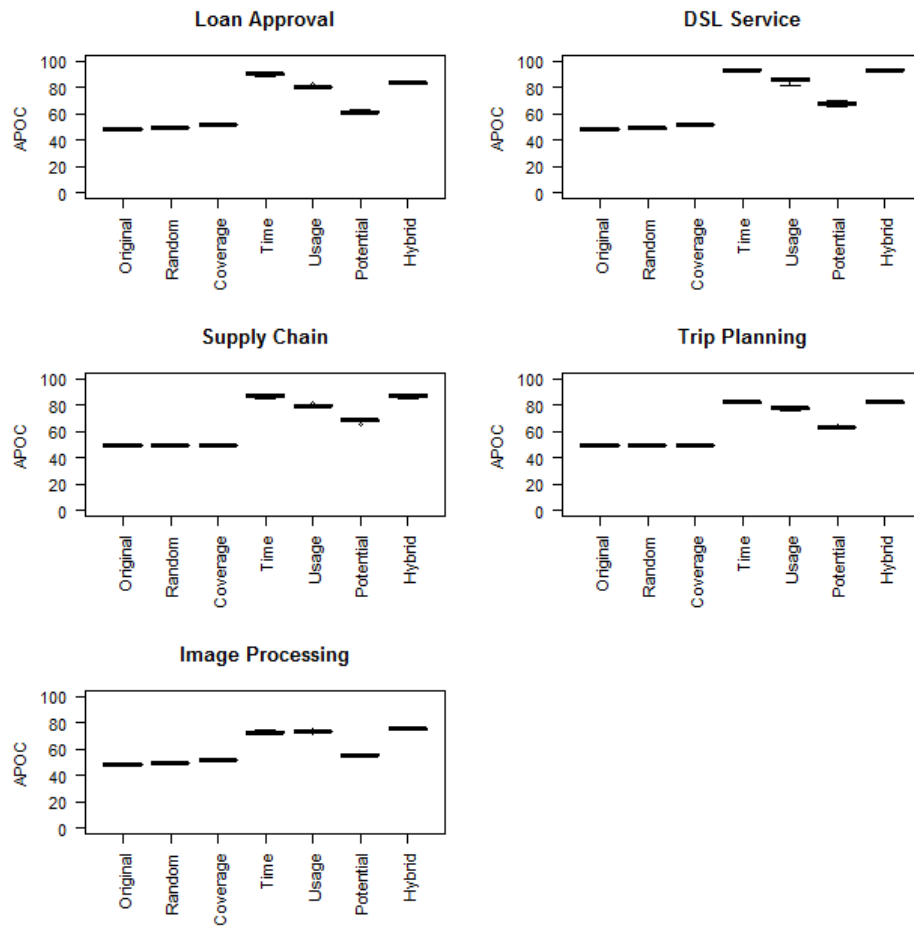 Loan Approval
APOC
100
80
60
40
20
0
Original
Random
Coverage
Time
Usage
Potential
Hybrid
DSL Service
APOC
100
80
60
40
20
0
Original
Random
Coverage
Time
Usage
Potential
Hybrid
Supply Chain
APOC
100
80
60
40
20
0
Original
Random
Coverage
Time
Usage
Potential
Hybrid
Trip Planning
APOC
100
80
60
40
20
0
Original
Random
Coverage
Time
Usage
Potential
Hybrid
Image Processing
APOC
100
80
60
40
20
0
Original
Random
Coverage
Time
Usage
Potential
Hybrid